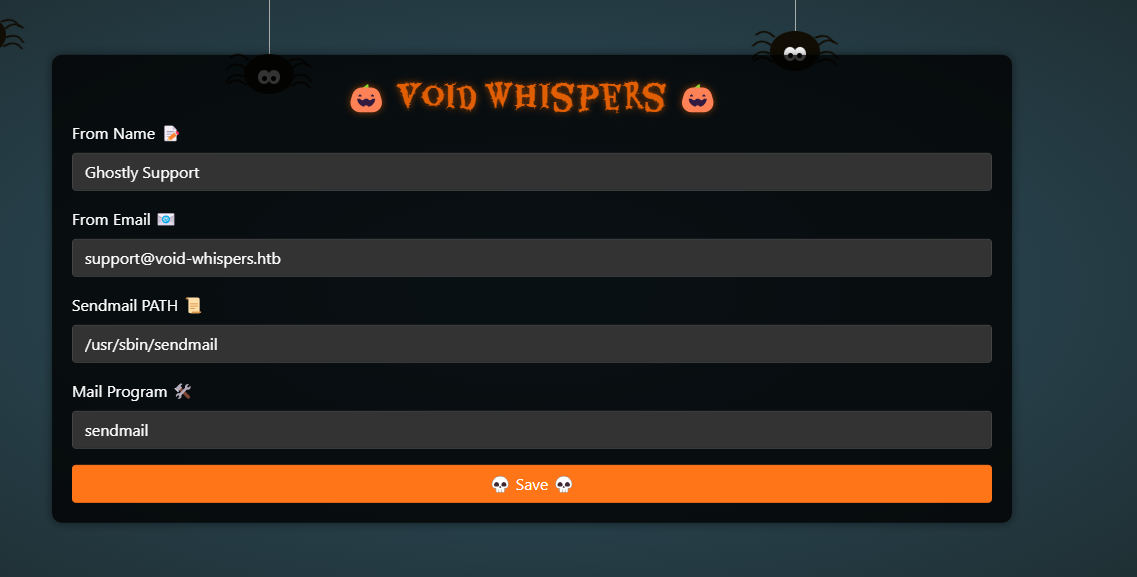 VOID WHISPERS
From Name
Ghostly Support
From Email
support@void-whispers.htb
Sendmail PATH
/usr/sbin/sendmail
Mail Program
sendmail
Save